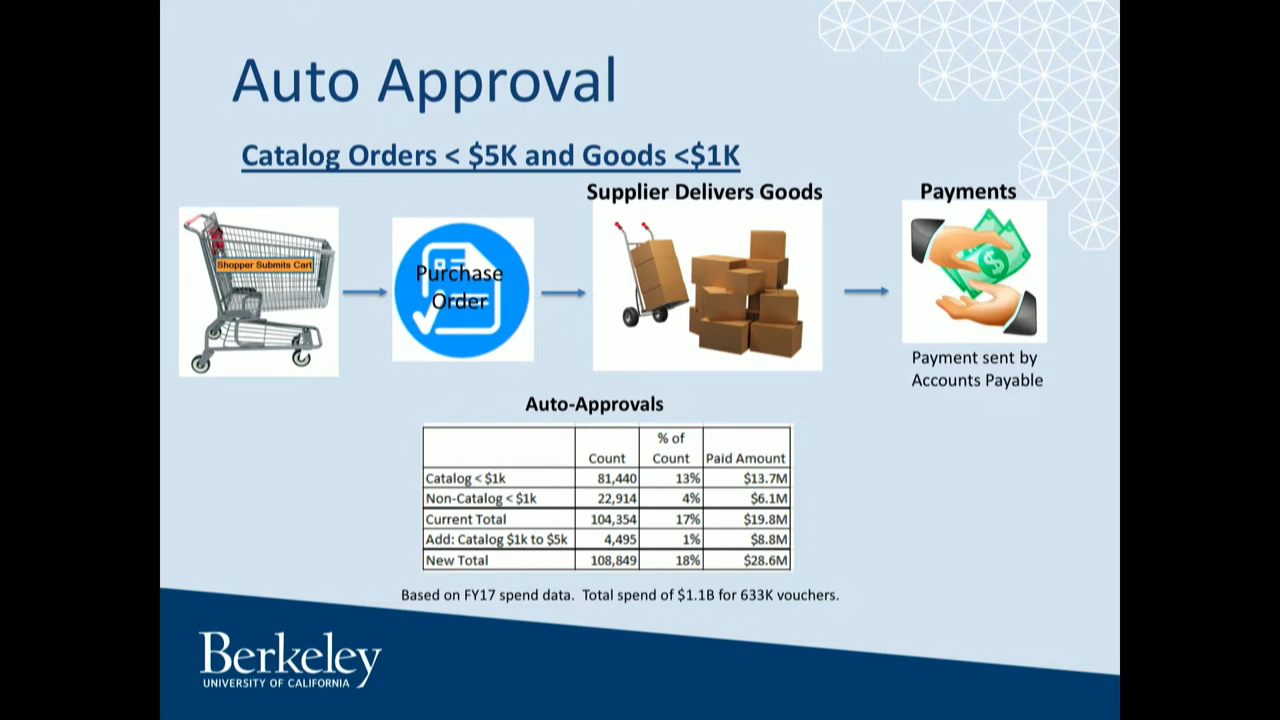 Auto Approval
Catalog Orders < $5K and Goods <$1K
Supplier Delivers Goods
Payments
Shopper Submits Cart
Purchase
Order
Payment sent by
Accounts Payable
Auto-Approvals
Count % of Count Paid Amount
Catalog < $1k 81,440 13% $13.7M
Non-Catalog < $1k 22,914 4% $6.1M
Current Total 104,354 17% $19.8M
Add: Catalog $1k to $5k 4,495 1% $8.8M
New Total 108,849 18% $28.6M
Based on FY17 spend data. Total spend of $1.1B for 633K vouchers.
Berkeley
UNIVERSITY OF CALIFORNIA